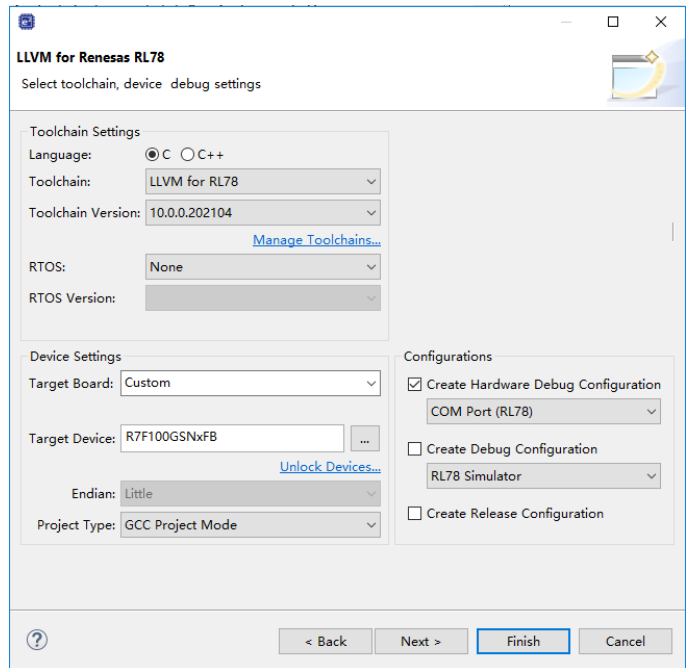 LLVM for Renesas RL78
Select toolchain, device  debug settings
Toolchain Settings
Language: C C++
Toolchain: LLVM for RL78
Toolchain Version: 10.0.0.202104
Manage Toolchains...
RTOS: None
RTOS Version:
Device Settings
Target Board: Custom
Target Device: R7F100GSNxFB ...
Unlock Devices...
Endian: Little
Project Type: GCC Project Mode
Configurations
Create Hardware Debug Configuration
COM Port (RL78)
Create Debug Configuration
RL78 Simulator
Create Release Configuration
? < Back Next > Finish Cancel